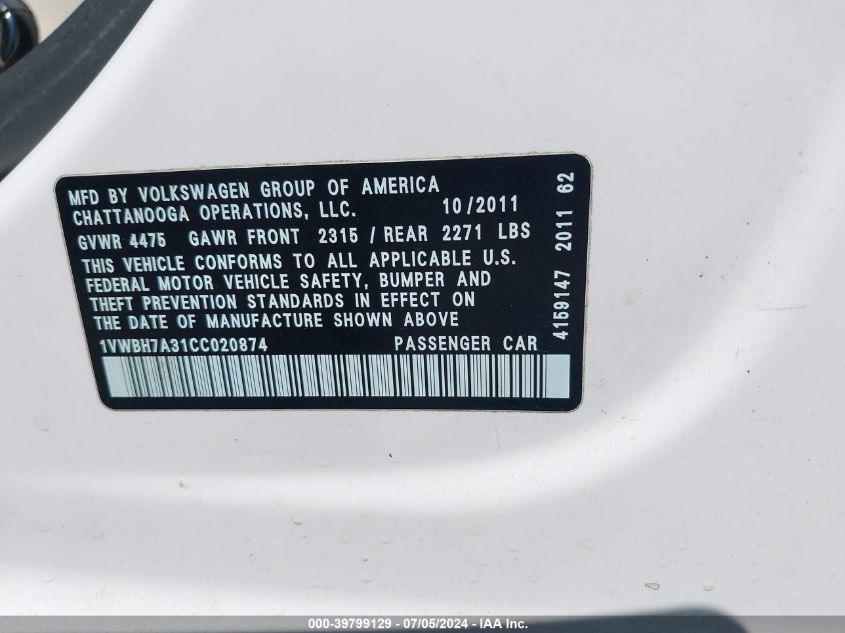 MFD BY VOLKSWAGEN GROUP OF AMERICA
CHATTANOOGA OPERATIONS, LLC. 10/2011
GVWR 4475 GAWR FRONT 2315 / REAR 2271 LBS
THIS VEHICLE CONFORMS TO ALL APPLICABLE U.S.
FEDERAL MOTOR VEHICLE SAFETY, BUMPER AND
THEFT PREVENTION STANDARDS IN EFFECT ON
THE DATE OF MANUFACTURE SHOWN ABOVE
1VWBH7A31CC020874 PASSENGER CAR
4159147 2011 62
000-39799129 - 07/05/2024 - IAA Inc.